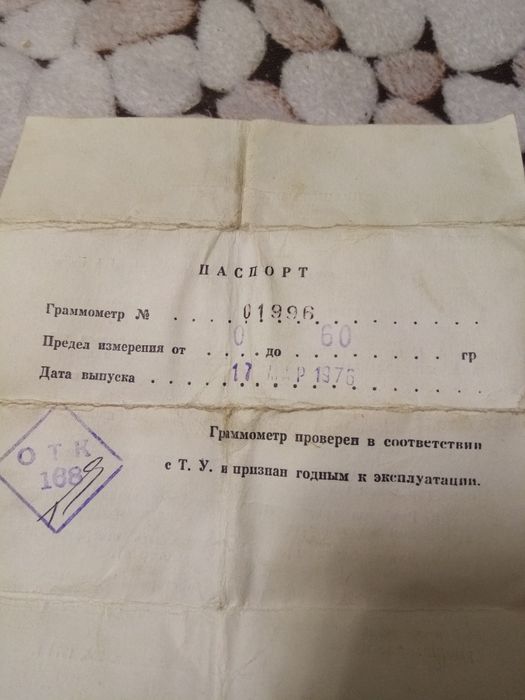 ПАСПОРТ
Граммометр № . . . . 01996 . . . . . . . .
Предел измерения от . . 0 . . до . . 60 . . . . . гр
Дата выпуска . . . . 17 МАР 1976 . . . . . .
Граммометр проверен в соответствии
с Т. У. и признан годным к эксплуатации.
ОТК
168